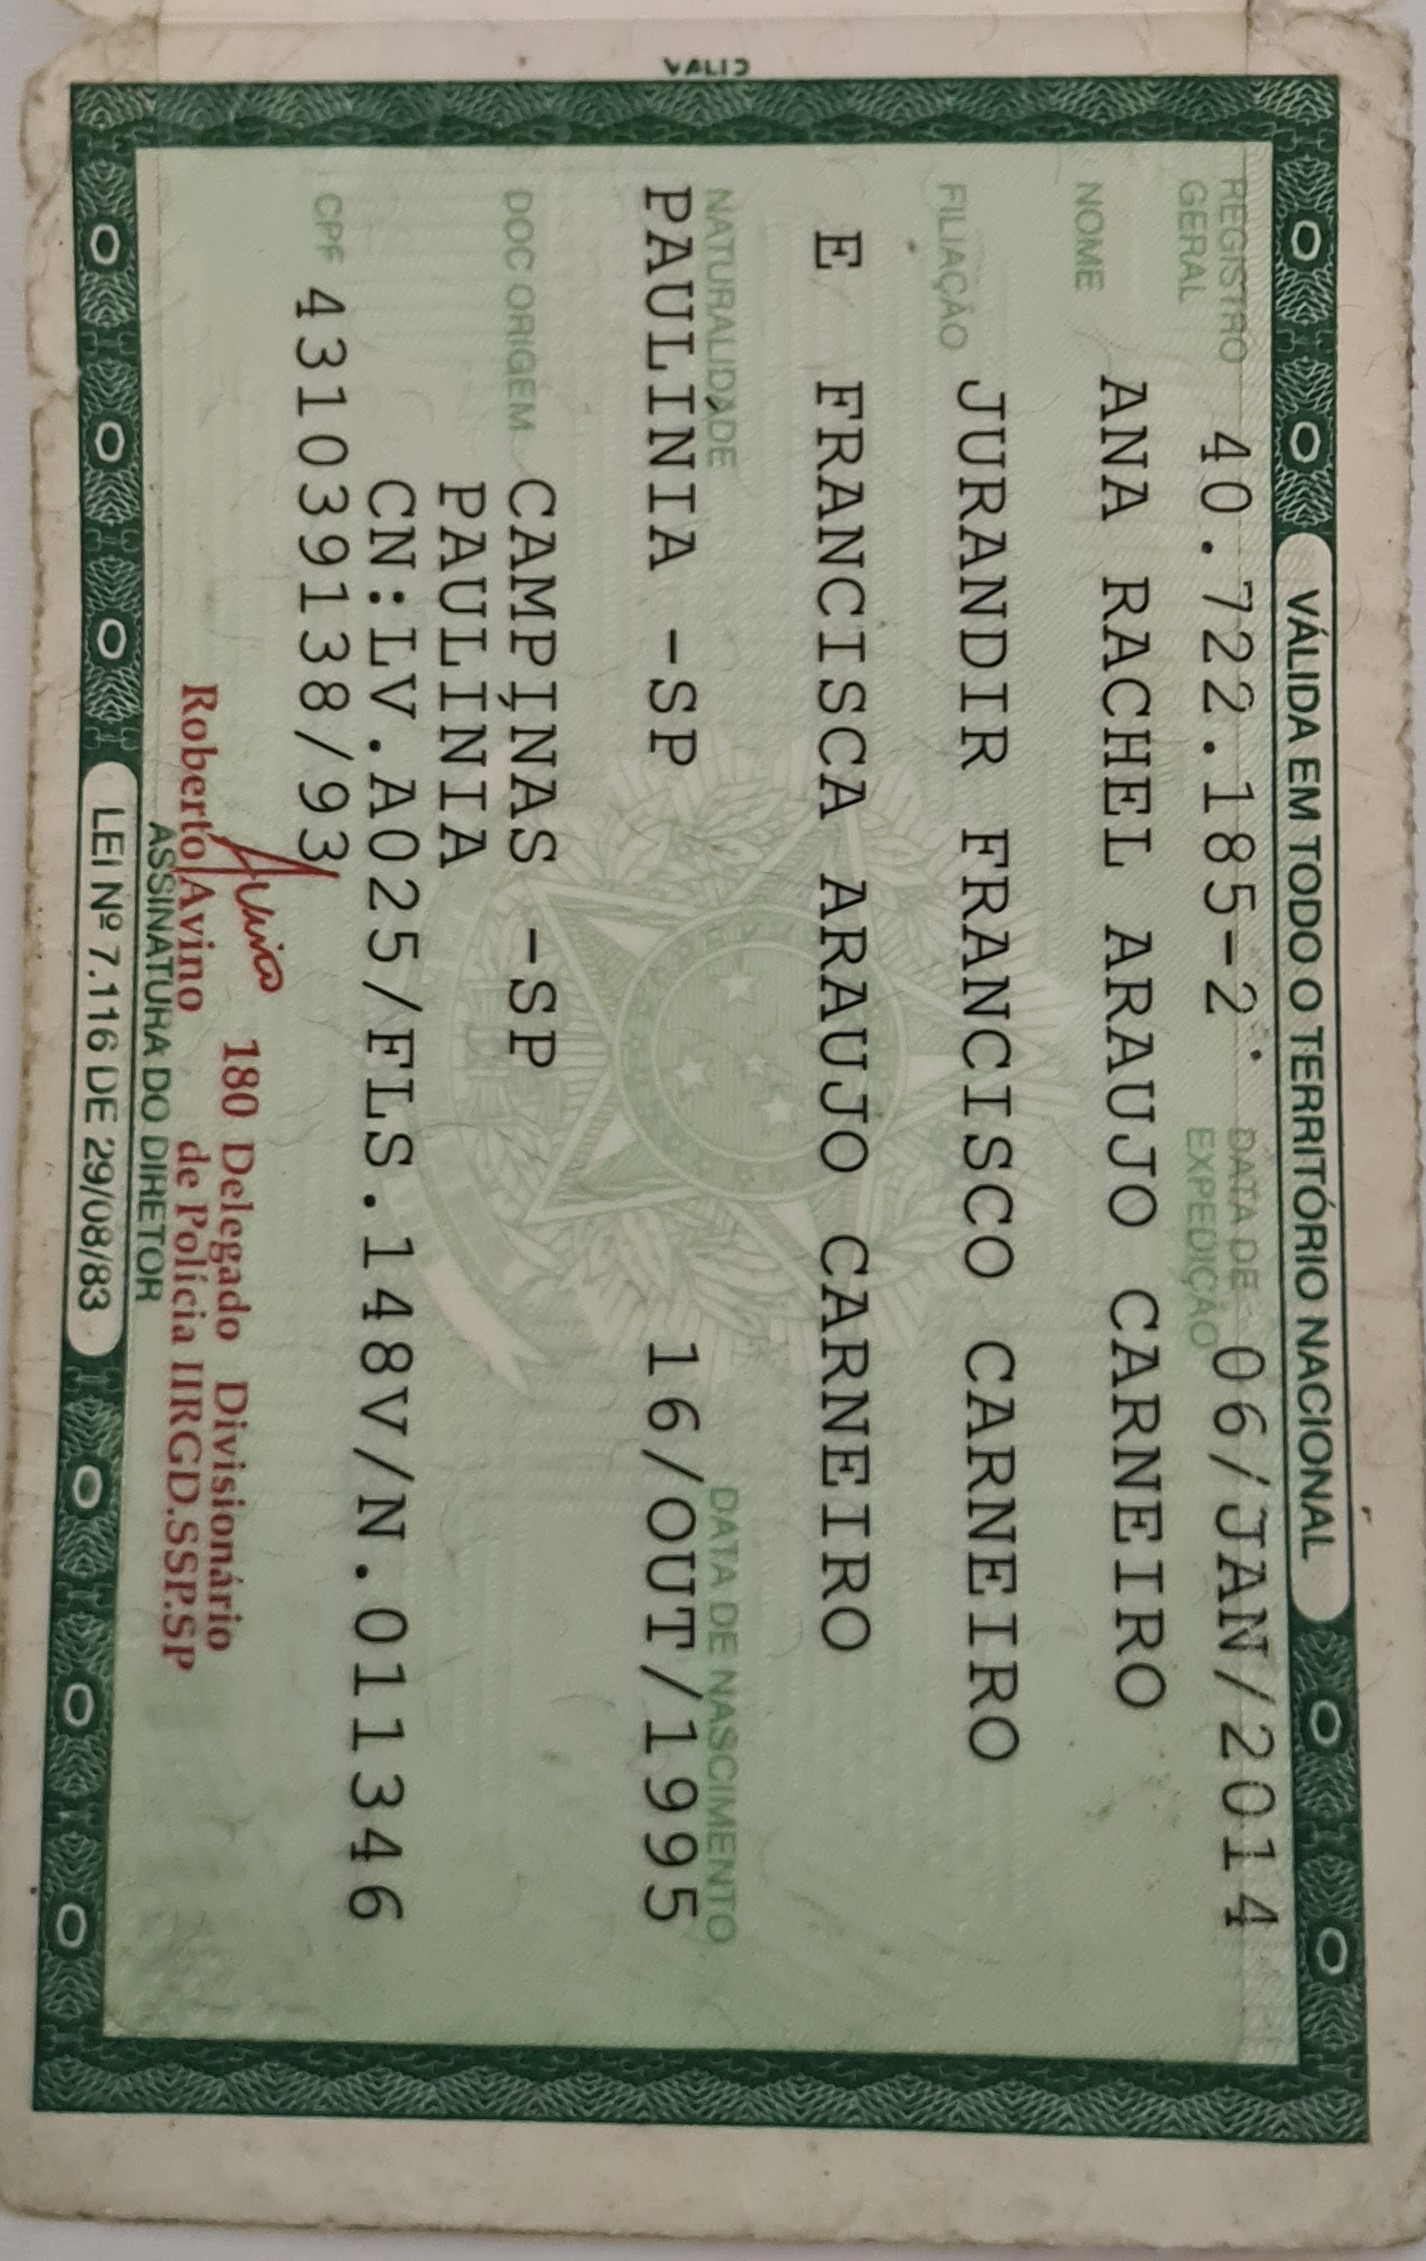 VALID
VÁLIDA EM TODO O TERRITÓRIO NACIONAL
REGISTRO GERAL 40.722.185-2 DATA DE EXPEDIÇÃO 06/JAN/2014
NOME ANA RACHEL ARAUJO CARNEIRO
FILIAÇÃO JURANDIR FRANCISCO CARNEIRO
E FRANCISCA ARAUJO CARNEIRO
NATURALIDADE DATA DE NASCIMENTO
PAULINIA -SP 16/OUT/1995
DOC ORIGEM CAMPINAS -SP
PAULINIA
CN:LV.A025/FLS.148V/N.011346
CPF 431039138/93
180 Delegado Divisionário
Roberto Avino de Polícia IIRGD.SSP.SP
ASSINATURA DO DIRETOR
LEI Nº 7.116 DE 29/08/83